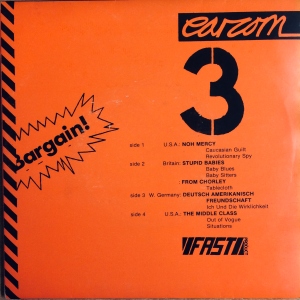 earcom
3
Bargain!
side 1 U.S.A.: NOH MERCY
Caucasian Guilt
Revolutionary Spy
side 2 Britain: STUPID BABIES
Baby Blues
Baby Sitters
: FROM CHORLEY
Tablecloth
side 3 W. Germany: DEUTSCH AMERIKANISCH
FREUNDSCHAFT
Ich Und Die Wirklichkeit
side 4 U.S.A.: THE MIDDLE CLASS
Out of Vogue
Situations
FAST